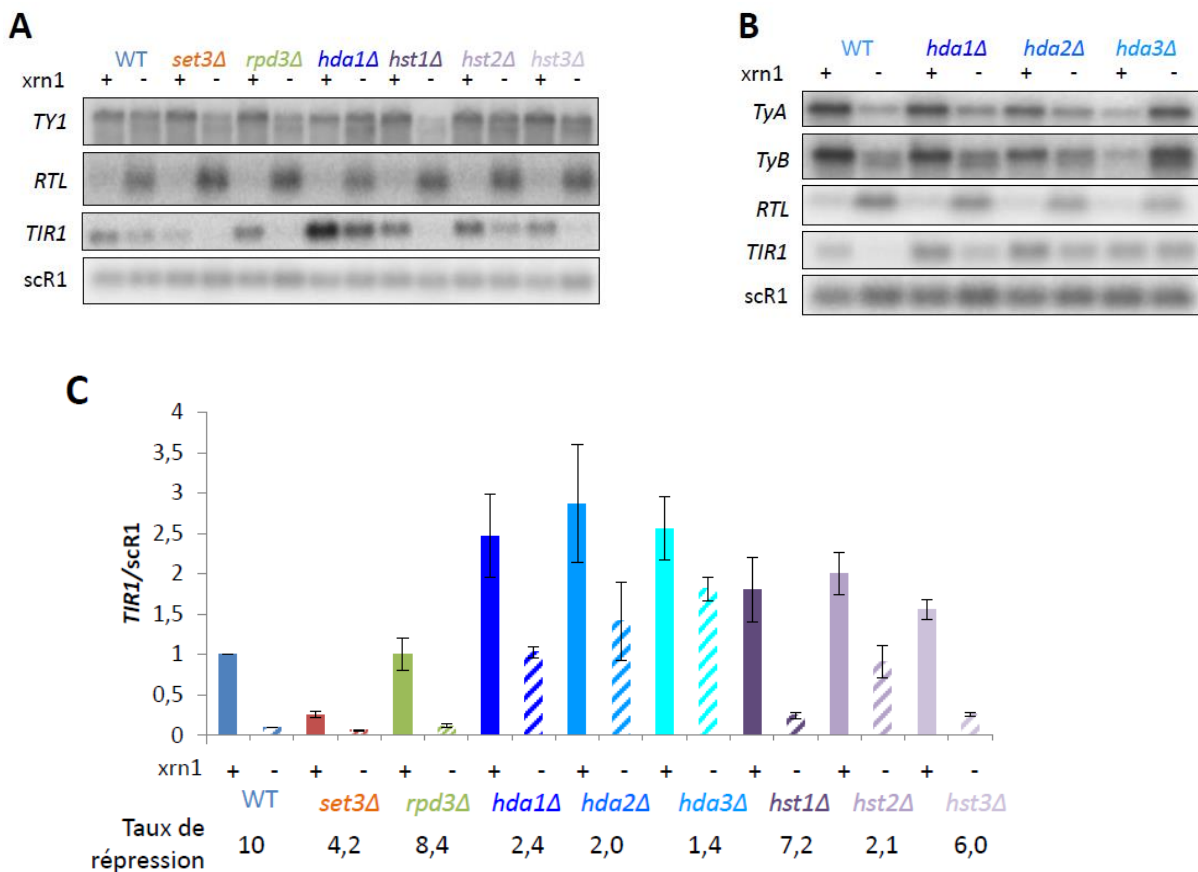 A
WT set3Δ rpd3Δ hda1Δ hst1Δ hst2Δ hst3Δ
xrn1 + - + - + - + - + - + - + -
TY1
RTL
TIR1
scR1
B
WT hda1Δ hda2Δ hda3Δ
xrn1 + - + - + - + -
TyA
TyB
RTL
TIR1
scR1
C
TIR1/scR1
4
3,5
3
2,5
2
1,5
1
0,5
0
xrn1 + - + - + - + - + - + - + - + - + -
WT set3Δ rpd3Δ hda1Δ hda2Δ hda3Δ hst1Δ hst2Δ hst3Δ
Taux de
répression 10 4,2 8,4 2,4 2,0 1,4 7,2 2,1 6,0